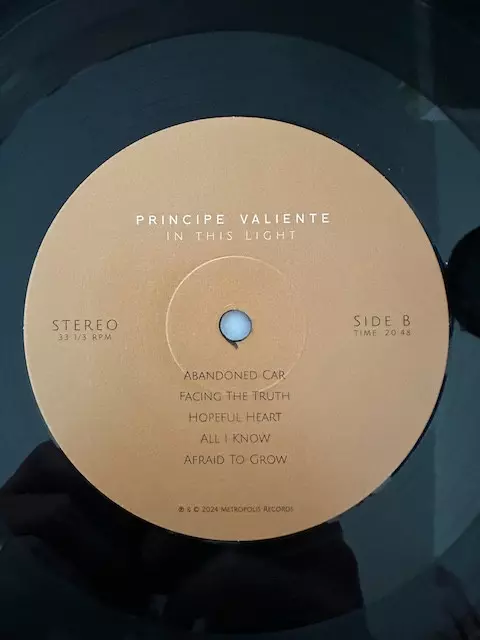 PRINCIPE VALIENTE
IN THIS LIGHT
STEREO
33 1/3 RPM
SIDE B
TIME 20:48
ABANDONED CAR
FACING THE TRUTH
HOPEFUL HEART
ALL I KNOW
AFRAID TO GROW
℗ & © 2024 METROPOLIS RECORDS